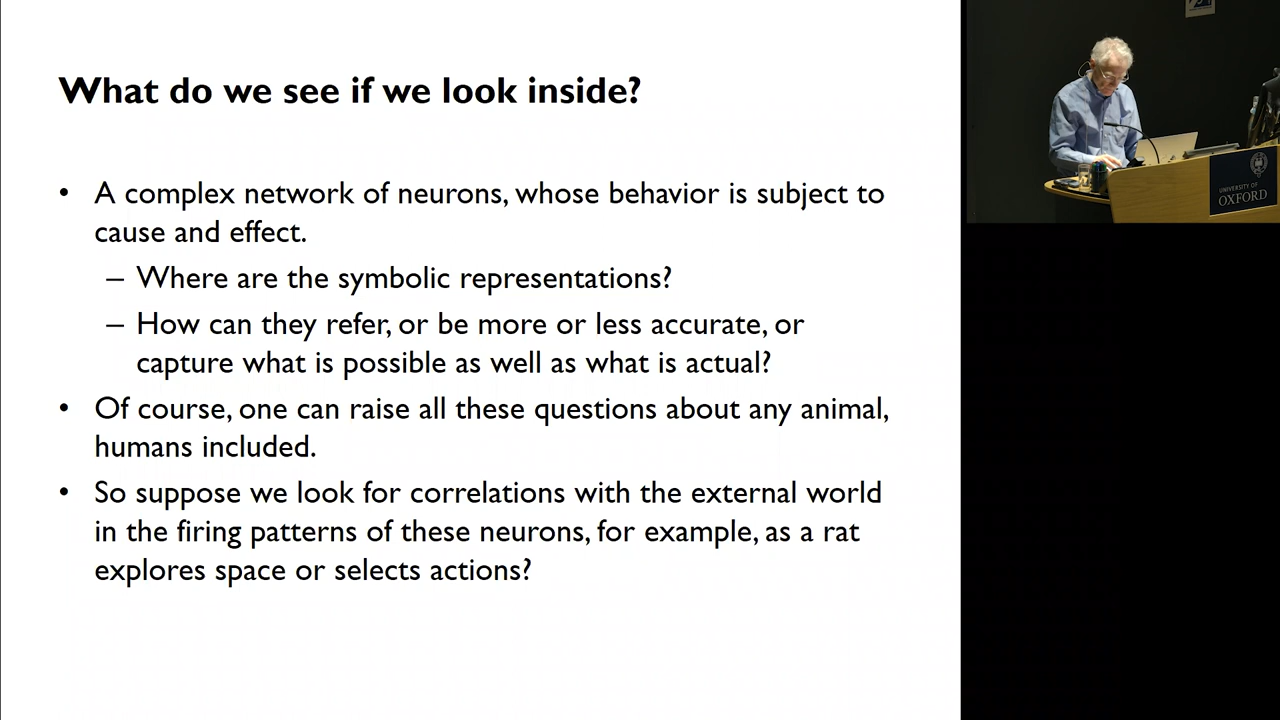 What do we see if we look inside?
• A complex network of neurons, whose behavior is subject to
cause and effect.
– Where are the symbolic representations?
– How can they refer, or be more or less accurate, or
capture what is possible as well as what is actual?
• Of course, one can raise all these questions about any animal,
humans included.
• So suppose we look for correlations with the external world
in the firing patterns of these neurons, for example, as a rat
explores space or selects actions?
UNIVERSITY OF
OXFORD